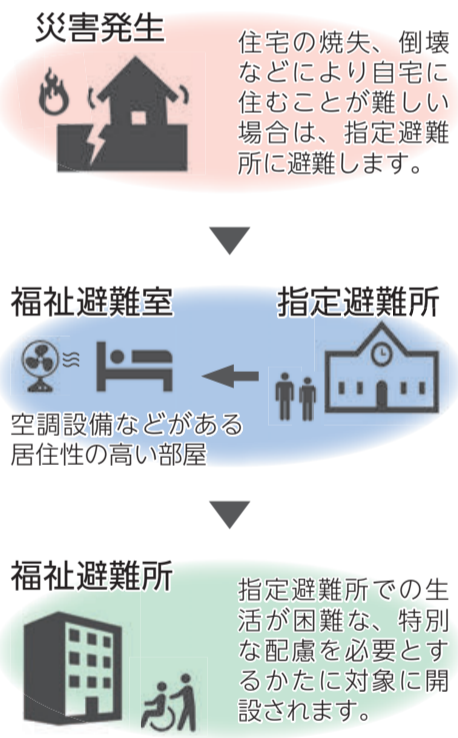 災害発生
住宅の焼失、倒壊
などにより自宅に
住むことが難しい
場合は、指定避難
所に避難します。
福祉避難室
指定避難所
空調設備などがある
居住性の高い部屋
福祉避難所
指定避難所での生
活が困難な、特別
な配慮を必要とす
るかたに対象に開
設されます。